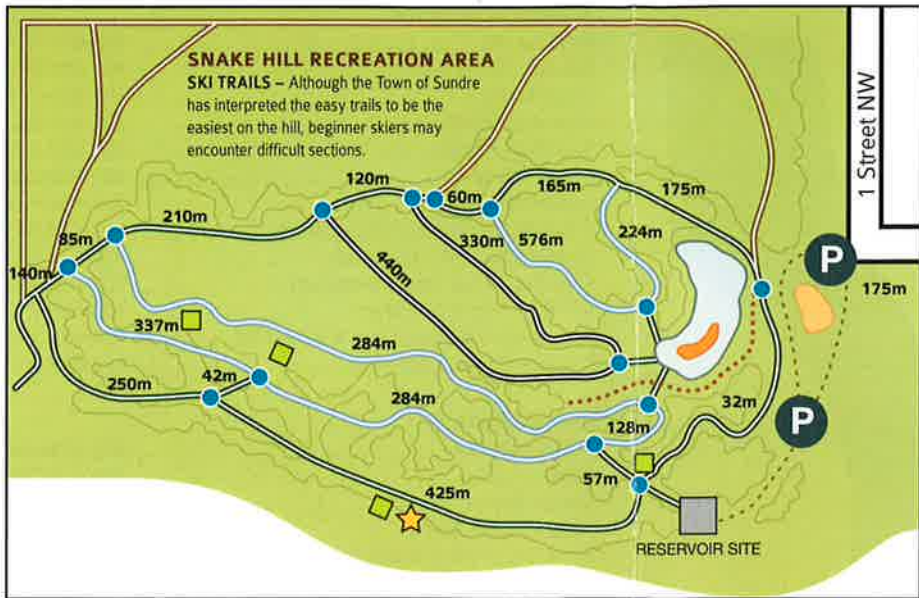 SNAKE HILL RECREATION AREA
SKI TRAILS – Although the Town of Sundre
has interpreted the easy trails to be the
easiest on the hill, beginner skiers may
encounter difficult sections.
1 Street NW
120m
60m
165m
175m
210m
85m
330m
576m
224m
140m
440m
P
175m
337m
284m
250m
42m
284m
32m
128m
P
57m
425m
RESERVOIR SITE